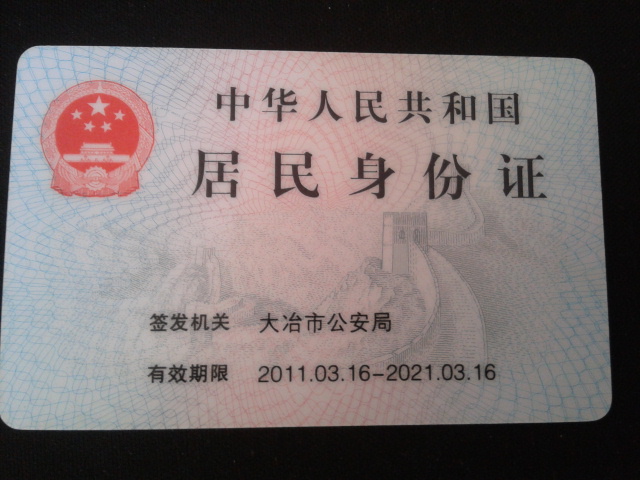 中华人民共和国
居民身份证
签发机关 大冶市公安局
有效期限 2011.03.16-2021.03.16